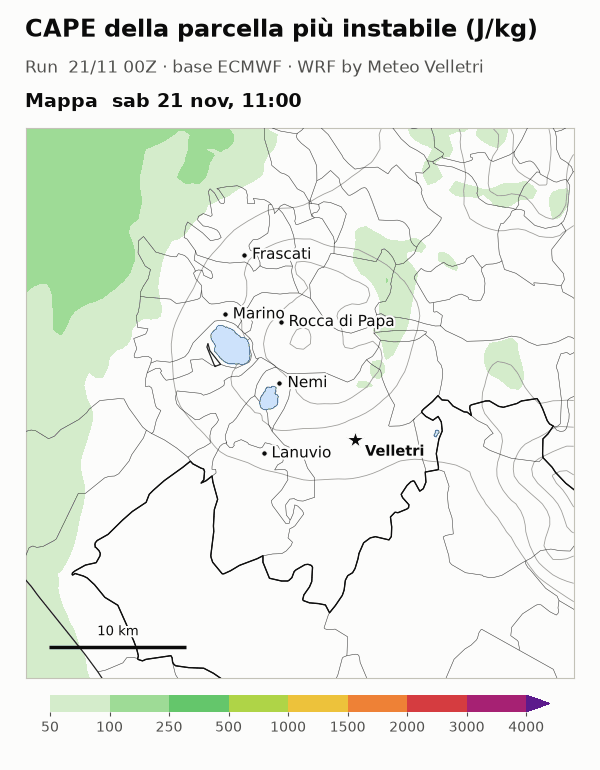 CAPE della parcella più instabile (J/kg)
Run  21/11 00Z · base ECMWF · WRF by Meteo Velletri
Mappa  sab 21 nov, 11:00
Frascati
Marino
Rocca di Papa
Nemi
Velletri
Lanuvio
10 km
50 100 250 500 1000 1500 2000 3000 4000